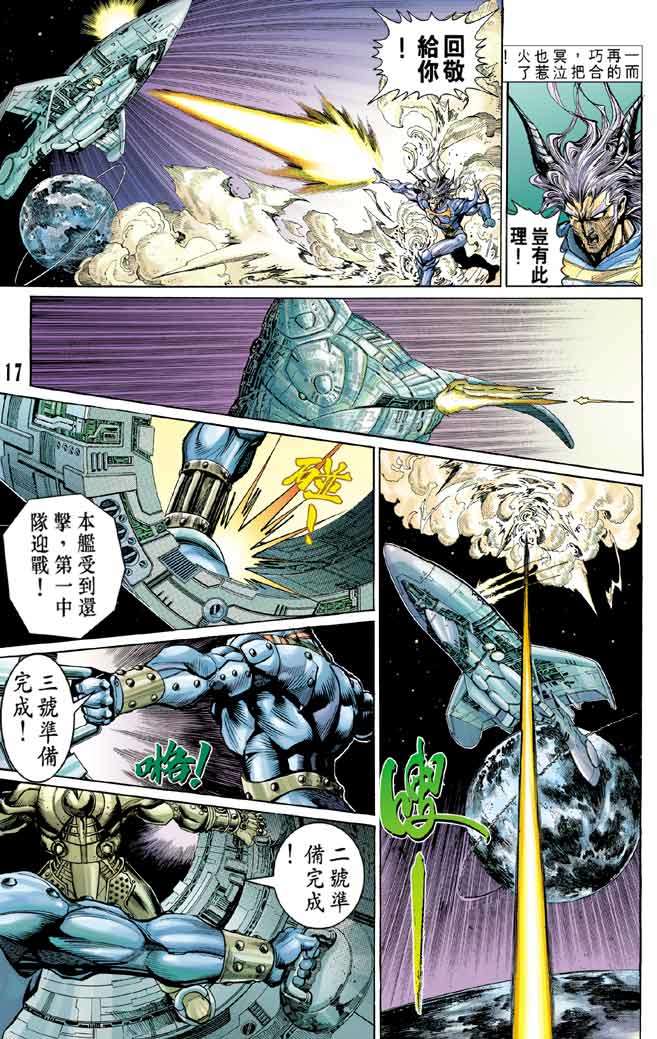 一再巧，冥也火
而的合把泣惹了！
豈有此
理！
回敬
給你
！
17
碰！
本艦受到還
擊，第一中
隊迎戰！
三號準備
完成！
嗋！
二號準
備完成
！
嗖！